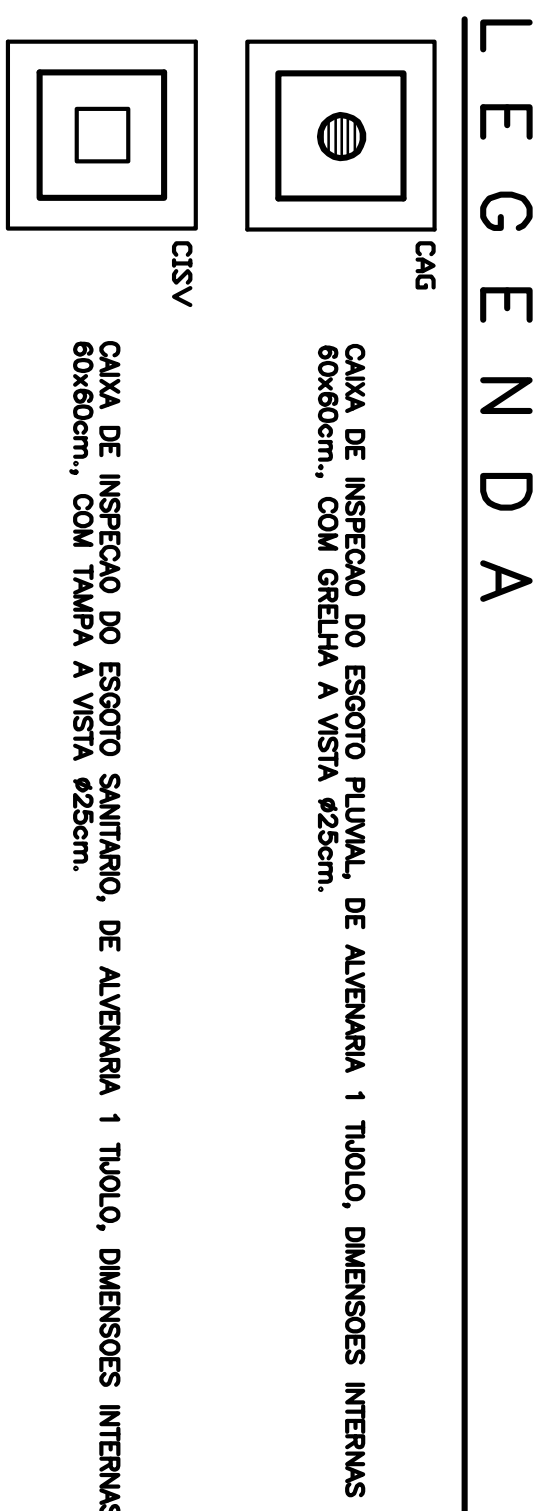 LEGENDA
CAG
CAIXA DE INSPECAO DO ESGOTO PLUVIAL, DE ALVENARIA 1 TIJOLO, DIMENSOES INTERNAS
60x60cm., COM GRELHA A VISTA ø25cm.
CISV
CAIXA DE INSPECAO DO ESGOTO SANITARIO, DE ALVENARIA 1 TIJOLO, DIMENSOES INTERNAS
60x60cm., COM TAMPA A VISTA ø25cm.